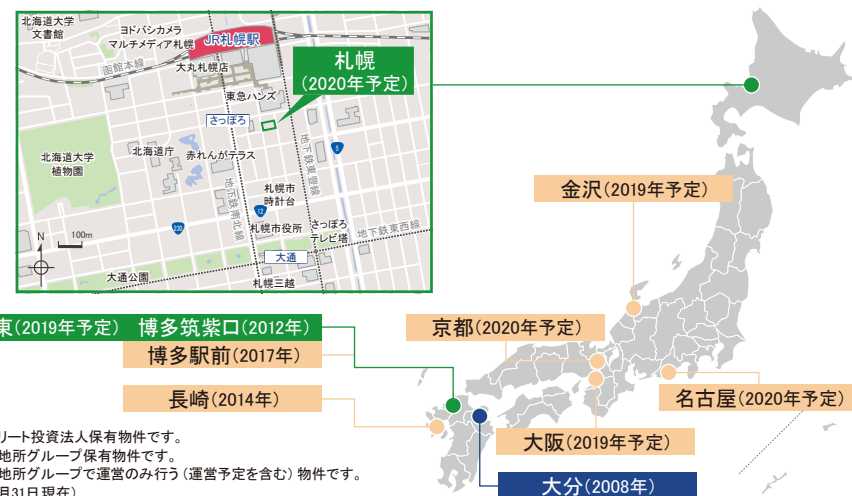 北海道大学
文書館
ヨドバシカメラ
マルチメディア札幌
JR札幌駅
函館本線
大丸札幌店
東急ハンズ
札幌
(2020年予定)
さっぽろ
5
北海道大学
植物園
北海道庁
赤れんがテラス
地下鉄東豊線
地下鉄南北線
札幌市
時計台
12
230
札幌市役所
さっぽろ
テレビ塔
地下鉄東西線
100m
N
大通
大通公園
札幌三越
金沢(2019年予定)
東(2019年予定) 博多筑紫口(2012年)
京都(2020年予定)
博多駅前(2017年)
長崎(2014年)
名古屋(2020年予定)
大阪(2019年予定)
大分(2008年)
リート投資法人保有物件です。
地所グループ保有物件です。
地所グループで運営のみ行う(運営予定を含む)物件です。
月31日現在)